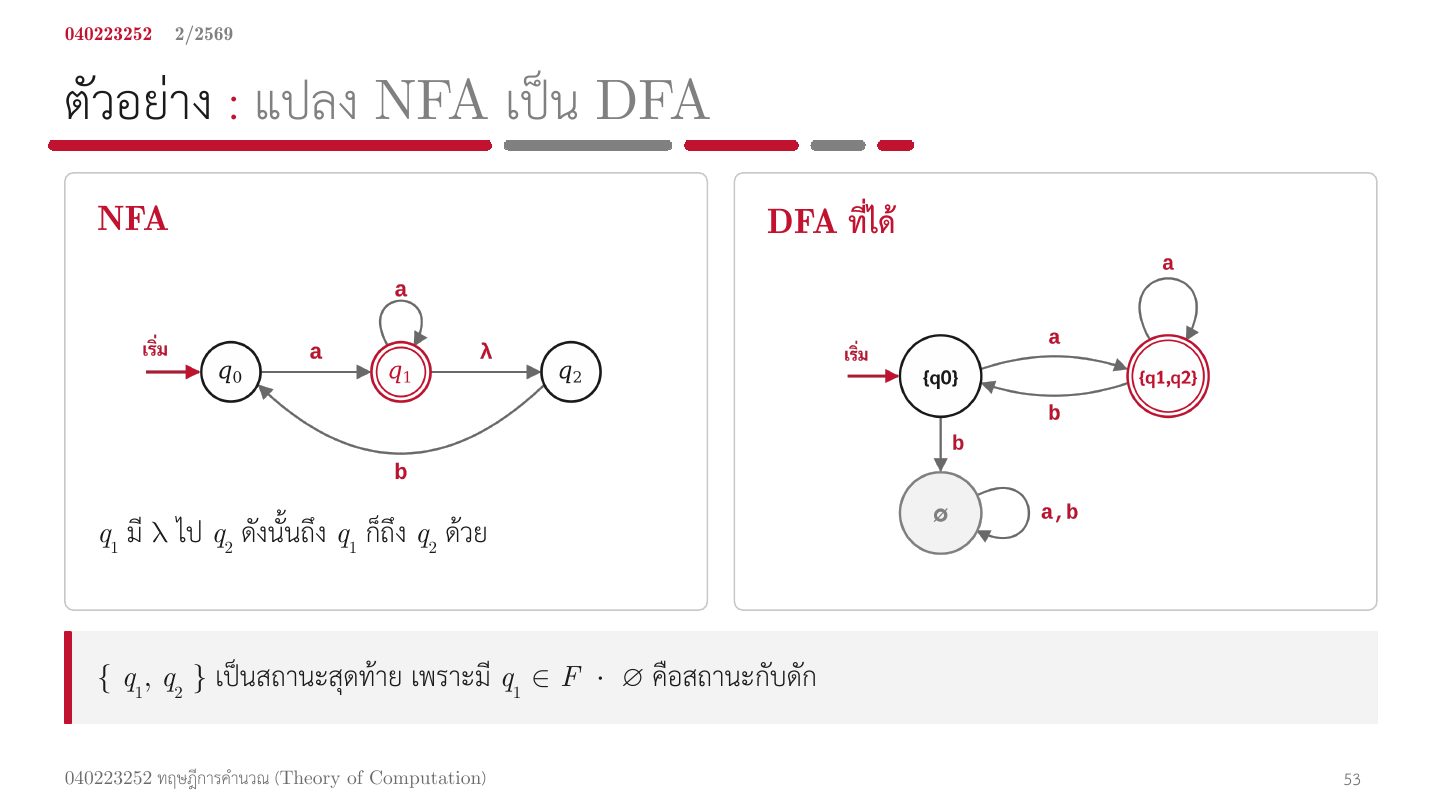 040223252 2/2569
ตัวอย่าง : แปลง NFA เป็น DFA
NFA
a
เริ่ม
a
λ
q0
q1
q2
b
q1 มี λ ไป q2 ดังนั้นถึง q1 ก็ถึง q2 ด้วย
DFA ที่ได้
a
a
เริ่ม
{q0}
{q1,q2}
b
b
∅
a,b
{ q1, q2 } เป็นสถานะสุดท้าย เพราะมี q1 ∈ F · ∅ คือสถานะกับดัก
040223252 ทฤษฎีการคำนวณ (Theory of Computation)
53